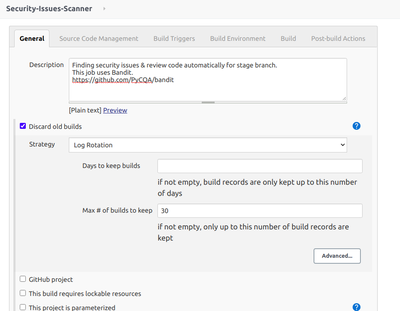 Security-Issues-Scanner
General Source Code Management Build Triggers Build Environment Build Post-build Actions
Description
Finding security issues & review code automatically for stage branch.
This job uses Bandit.
https://github.com/PyCQA/bandit
[Plain text] Preview
Discard old builds
Strategy Log Rotation
Days to keep builds
if not empty, build records are only kept up to this number
of days
Max # of builds to keep 30
if not empty, only up to this number of build records are
kept
Advanced...
GitHub project
This build requires lockable resources
This project is parameterized